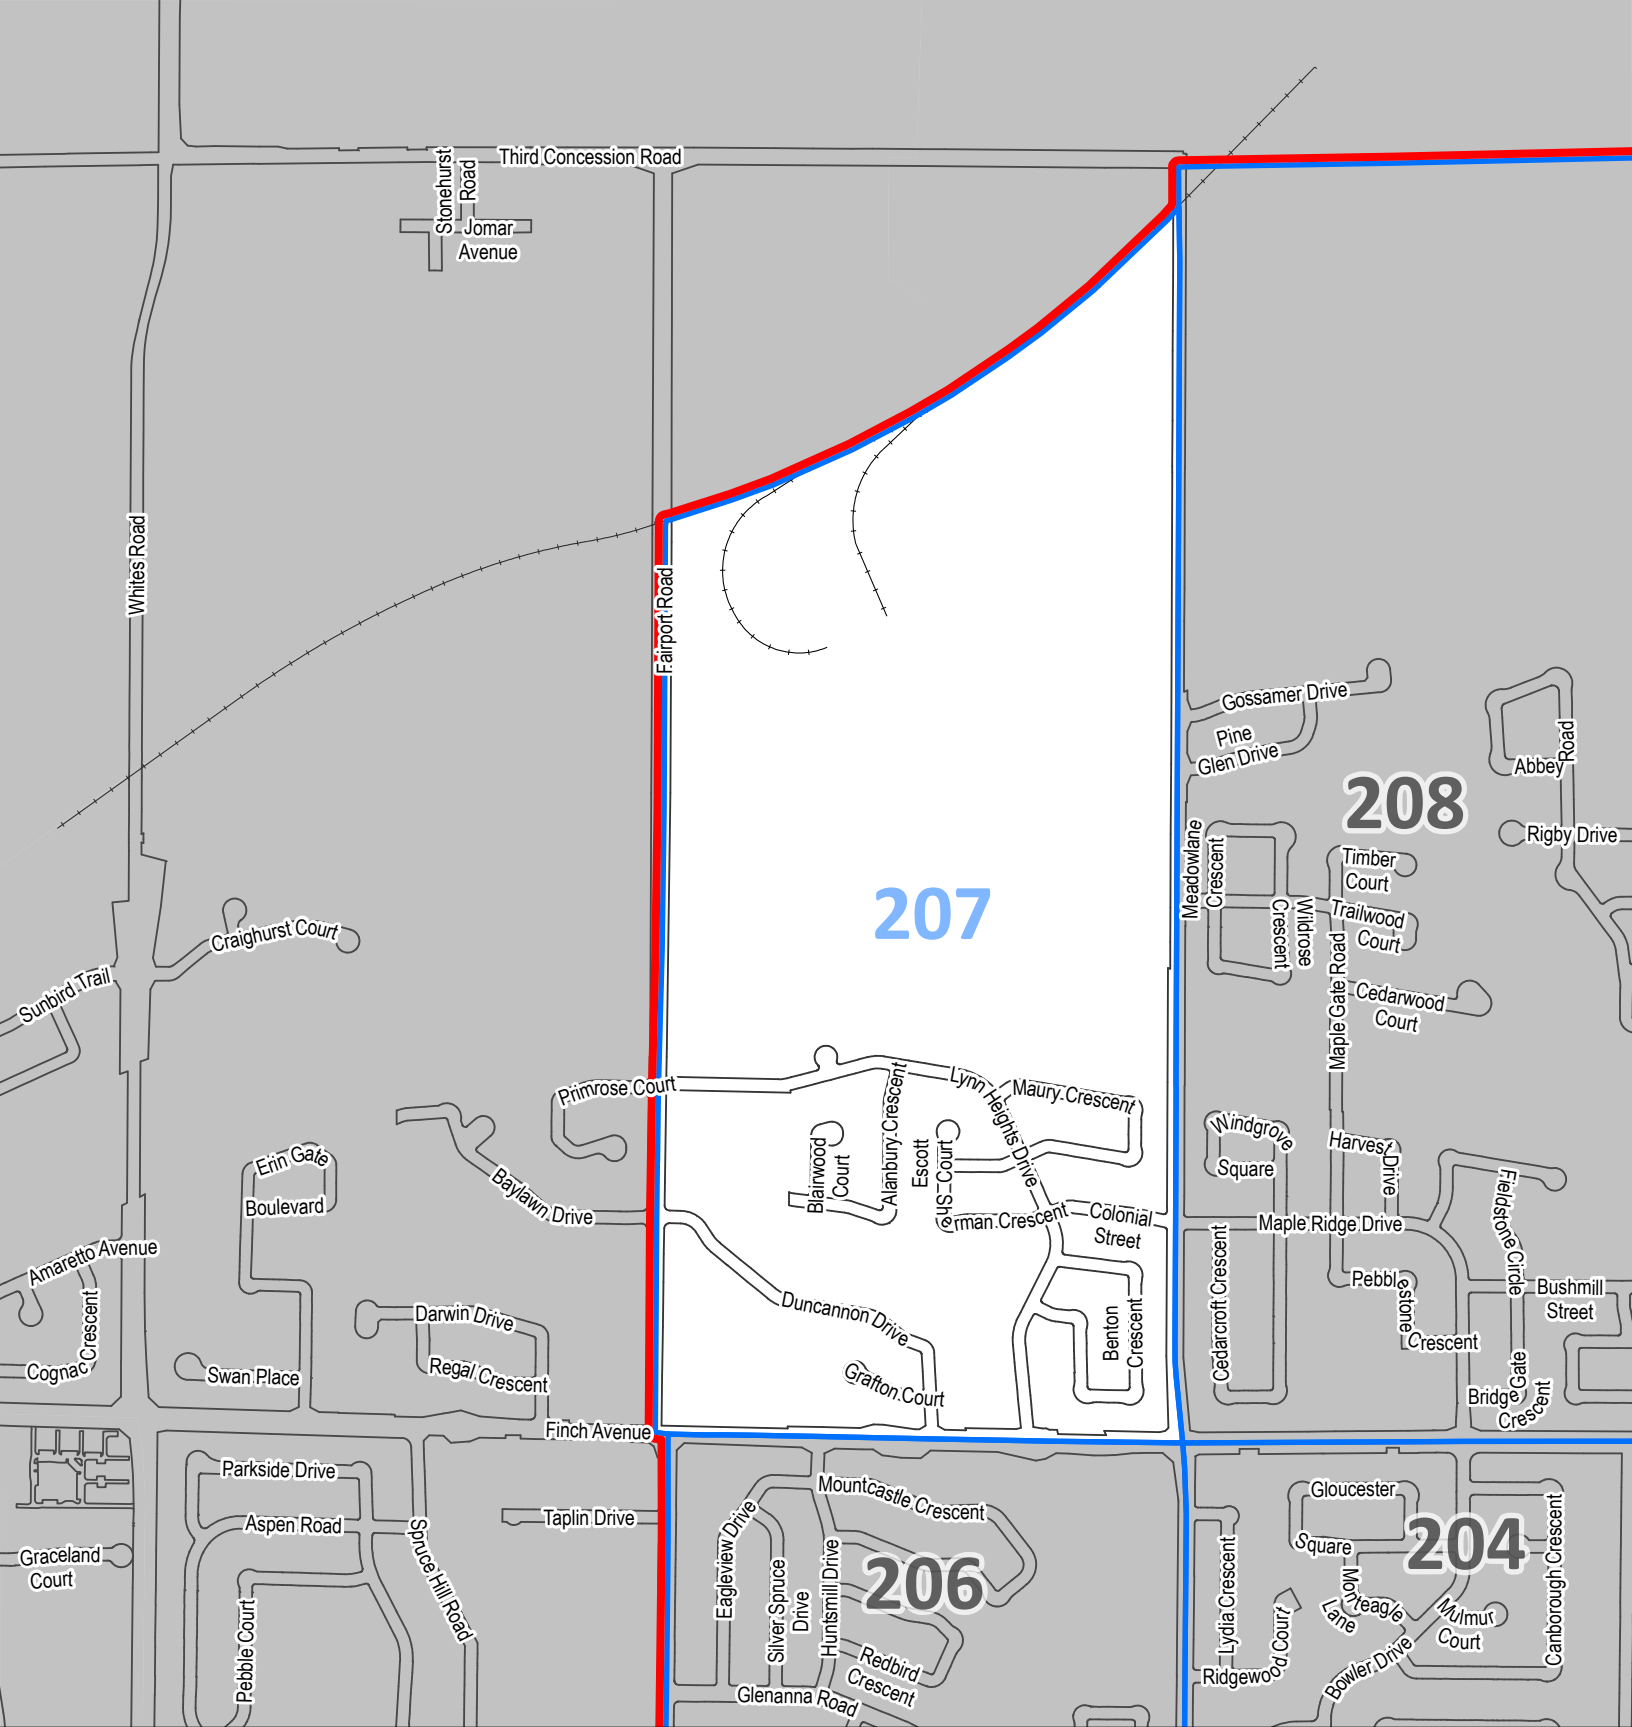 Third Concession Road
Stonehurst
Road
Jomar
Avenue
Whites Road
Fairport Road
Gossamer Drive
Pine
Glen Drive
Abbey Road
208
Rigby Drive
Meadowlane
Crescent
Timber
Court
Wildrose
Crescent
Trailwood
Court
207
Craighurst Court
Sunbird Trail
Maple Gate Road
Cedarwood
Court
Primrose Court
Lynn Heights Drive
Maury Crescent
Alanbury Crescent
Blairwood
Court
Escott
Court
Sherman Crescent
Colonial
Street
Windgrove
Square
Harvest Drive
Erin Gate
Boulevard
Baylawn Drive
Maple Ridge Drive
Fieldstone Circle
Amaretto Avenue
Cognac Crescent
Darwin Drive
Regal Crescent
Swan Place
Duncannon Drive
Grafton Court
Benton
Crescent
Cedarcroft Crescent
Pebblestone
Crescent
Bushmill
Street
Bridge Gate
Crescent
Finch Avenue
Parkside Drive
Aspen Road
Taplin Drive
Graceland
Court
Spruce Hill Road
Pebble Court
Mountcastle Crescent
Eagleview Drive
Silver Spruce
Drive
Huntsmill Drive
206
Redbird
Crescent
Glenanna Road
Gloucester
Square
204
Lydia Crescent
Monteagle
Lane
Mulmur
Court
Canborough Crescent
Ridgewood Court
Bowler Drive